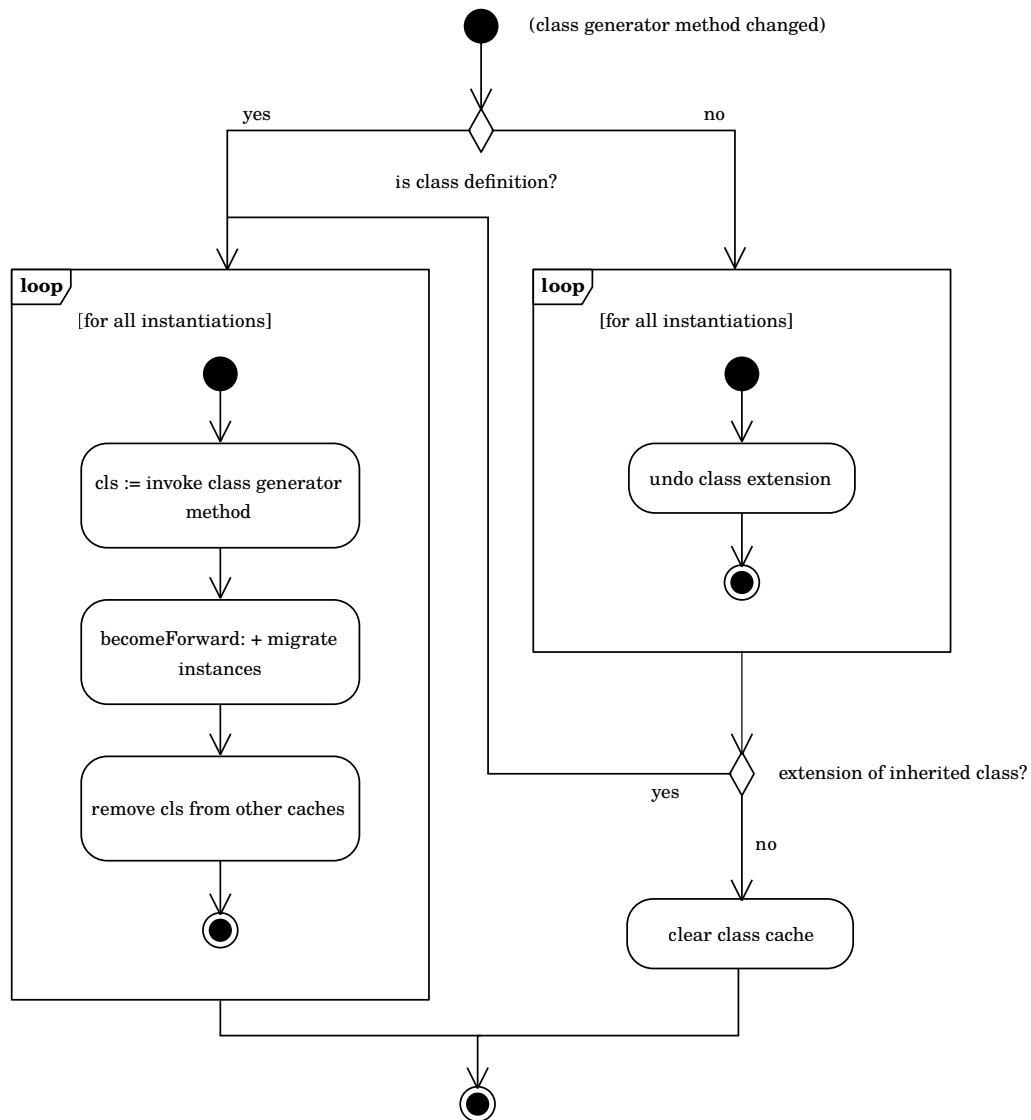 (class generator method changed)
yes
no
is class definition?
loop
[for all instantiations]
cls := invoke class generator
method
becomeForward: + migrate
instances
remove cls from other caches
loop
[for all instantiations]
undo class extension
extension of inherited class?
yes
no
clear class cache